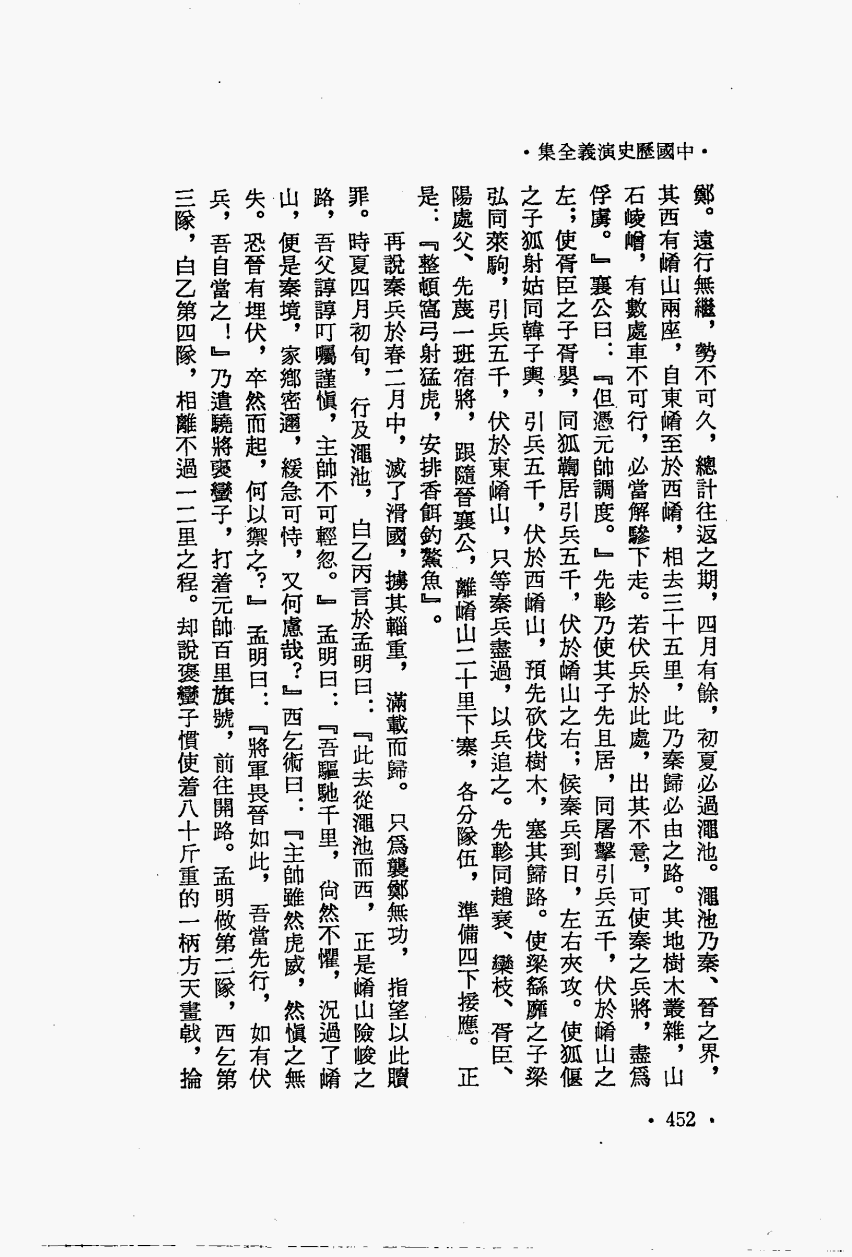 ·中國歷史演義全集·
鄭。遠行無繼，勢不可久，總計往返之期，四月有餘，初夏必過澠池。澠池乃秦、晉之界，
其西有崤山兩座，自東崤至於西崤，相去三十五里，此乃秦歸必由之路。其地樹木叢雜，山
石崚嶒，有數處車不可行，必當解驂下走。若伏兵於此處，出其不意，可使秦之兵將，盡爲
俘虜。』襄公曰：『但憑元帥調度。』先軫乃使其子先且居，同屠擊引兵五千，伏於崤山之
左；使胥臣之子胥嬰，同狐鞫居引兵五千，伏於崤山之右；候秦兵到日，左右夾攻。使狐偃
之子狐射姑同韓子輿，引兵五千，伏於西崤山，預先砍伐樹木，塞其歸路。使梁繇靡之子梁
弘同萊駒，引兵五千，伏於東崤山，只等秦兵盡過，以兵追之。先軫同趙衰、欒枝、胥臣、
陽處父、先蔑一班宿將，跟隨晉襄公，離崤山二十里下寨，各分隊伍，準備四下接應。正
是：『整頓窩弓射猛虎，安排香餌釣鰲魚』。
再說秦兵於春二月中，滅了滑國，擄其輜重，滿載而歸。只爲襲鄭無功，指望以此贖
罪。時夏四月初旬，行及澠池，白乙丙言於孟明曰：『此去從澠池而西，正是崤山險峻之
路，吾父諄諄叮囑謹愼，主帥不可輕忽。』孟明曰：『吾驅馳千里，尙然不懼，況過了崤
山，便是秦境，家鄉密邇，緩急可恃，又何慮哉？』西乞術曰：『主帥雖然虎威，然愼之無
失。恐晉有埋伏，卒然而起，何以禦之？』孟明曰：『將軍畏晉如此，吾當先行，如有伏
兵，吾自當之！』乃遣驍將褒蠻子，打着元帥百里旗號，前往開路。孟明做第二隊，西乞第
三隊，白乙第四隊，相離不過一二里之程。却說褒蠻子慣使着八十斤重的一柄方天畫戟，掄
·452·